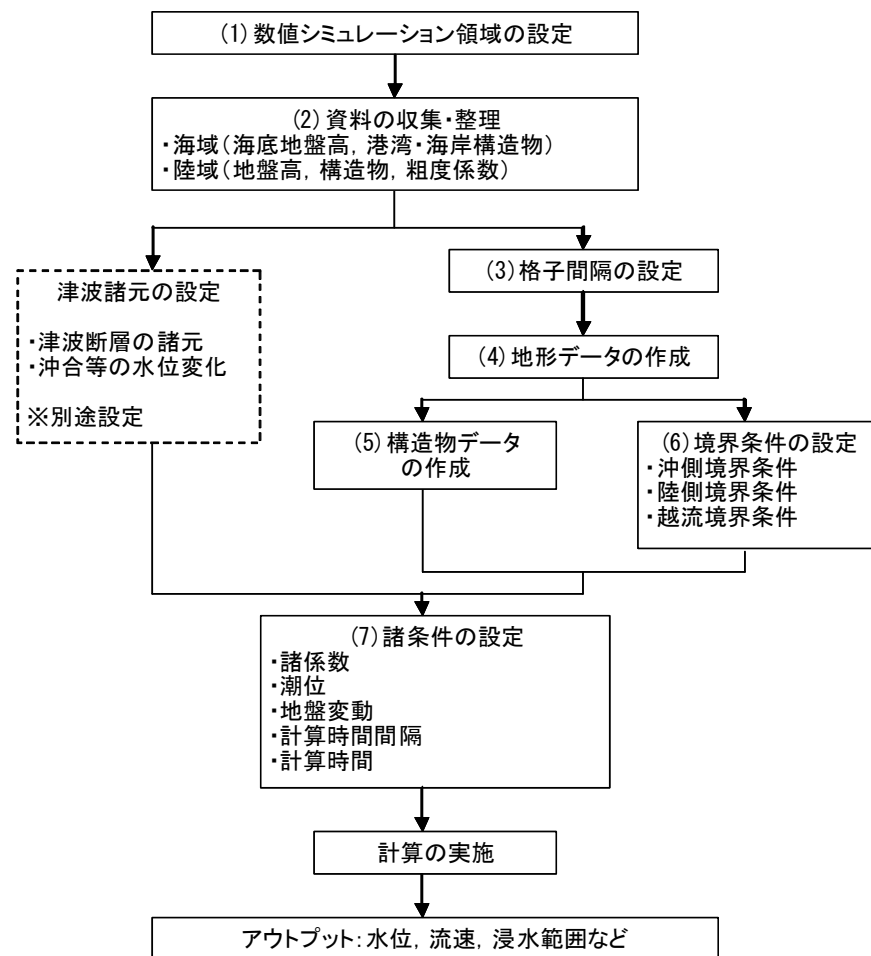 (1) 数値シミュレーション領域の設定
(2) 資料の収集・整理
・海域(海底地盤高, 港湾・海岸構造物)
・陸域(地盤高, 構造物, 粗度係数)
津波諸元の設定
・津波断層の諸元
・沖合等の水位変化
※別途設定
(3) 格子間隔の設定
(4) 地形データの作成
(5) 構造物データ
の作成
(6) 境界条件の設定
・沖側境界条件
・陸側境界条件
・越流境界条件
(7) 諸条件の設定
・諸係数
・潮位
・地盤変動
・計算時間間隔
・計算時間
計算の実施
アウトプット: 水位, 流速, 浸水範囲など